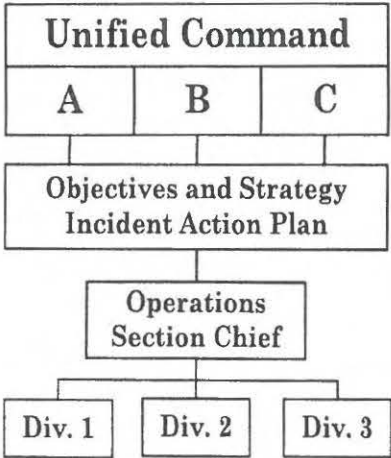 Unified Command
A B C
Objectives and Strategy
Incident Action Plan
Operations
Section Chief
Div. 1 Div. 2 Div. 3